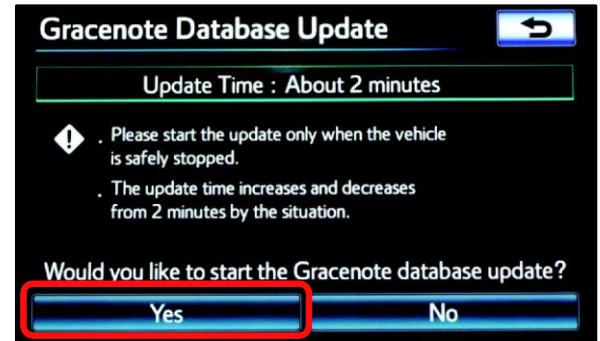 Gracenote Database Update
Update Time : About 2 minutes
. Please start the update only when the vehicle
is safely stopped.
. The update time increases and decreases
from 2 minutes by the situation.
Would you like to start the Gracenote database update?
Yes No